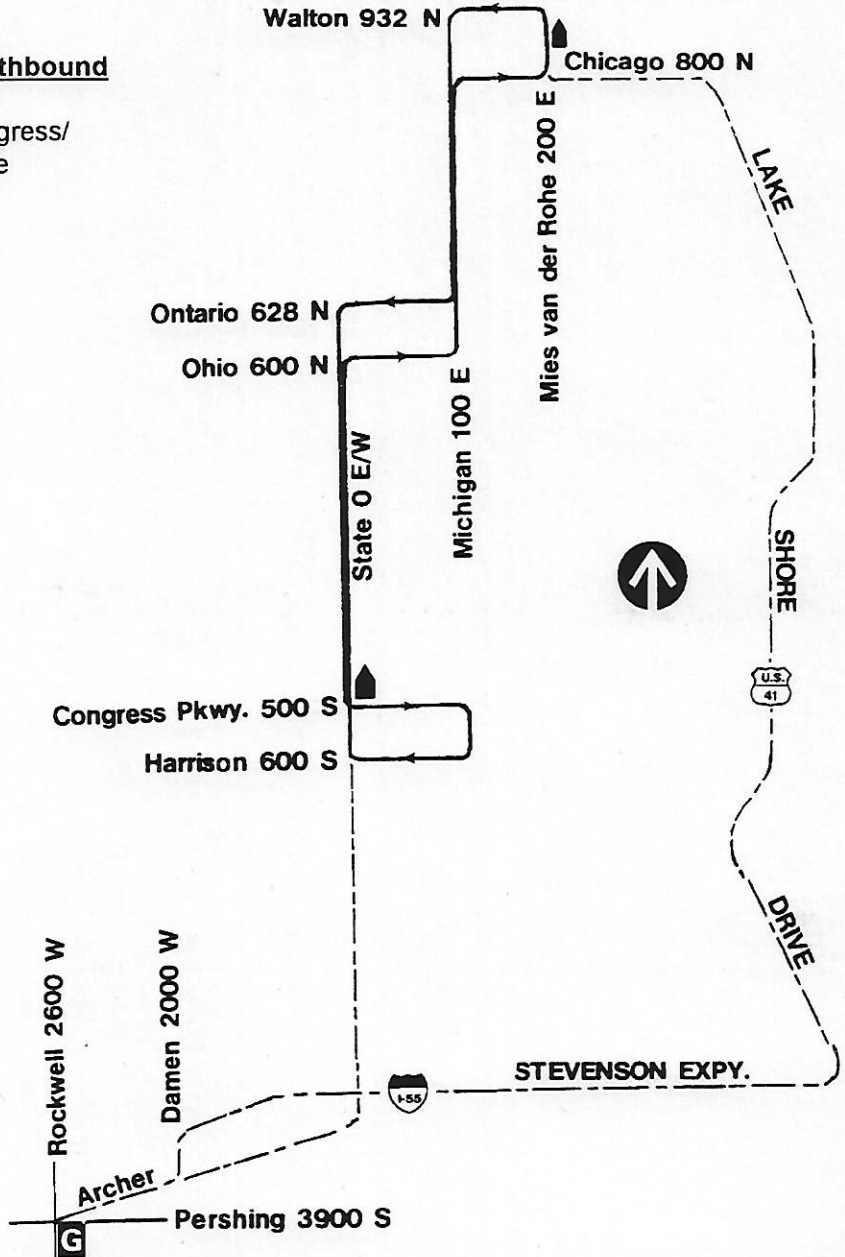 Walton 932 N
thbound
Chicago 800 N
gress/
e
Mies van der Rohe 200 E
LAKE
Ontario 628 N
Ohio 600 N
Michigan 100 E
State 0 E/W
SHORE
U.S.
41
Congress Pkwy. 500 S
Harrison 600 S
DRIVE
Rockwell 2600 W
Damen 2000 W
STEVENSON EXPY.
I-55
Archer
Pershing 3900 S
G